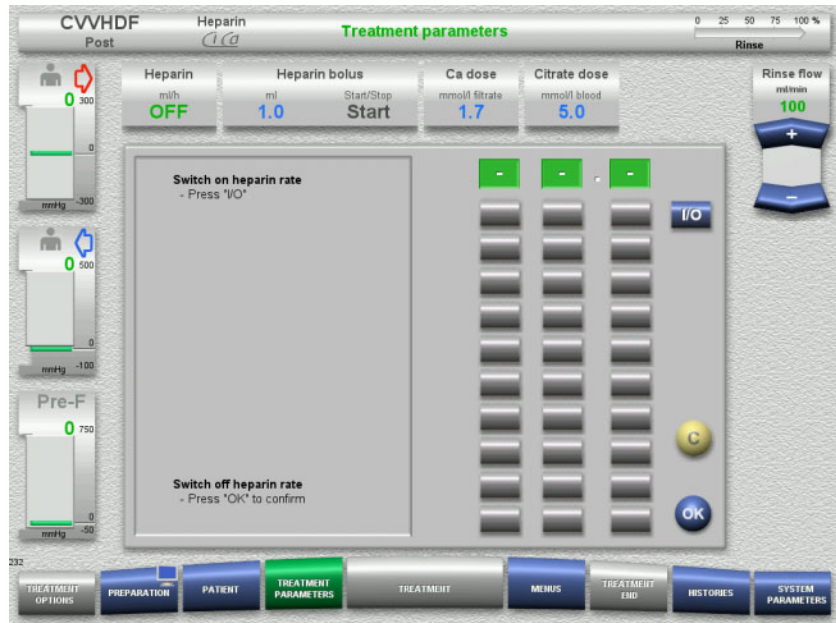 CVVHDF
Post
Heparin
Ci Ca
Treatment parameters
0 25 50 75 100 %
Rinse
0 300
0
mmHg -300
0 500
0
mmHg -100
Pre-F
0 750
0
mmHg -50
Heparin
ml/h
OFF
Heparin bolus
ml Start/Stop
1.0 Start
Ca dose
mmol/l filtrate
1.7
Citrate dose
mmol/l blood
5.0
Rinse flow
ml/min
100
+
-
Switch on heparin rate
- Press "I/O"
- - . -
I/O
C
Switch off heparin rate
- Press "OK" to confirm
OK
232
TREATMENT OPTIONS
PREPARATION
PATIENT
TREATMENT PARAMETERS
TREATMENT
MENUS
TREATMENT END
HISTORIES
SYSTEM PARAMETERS